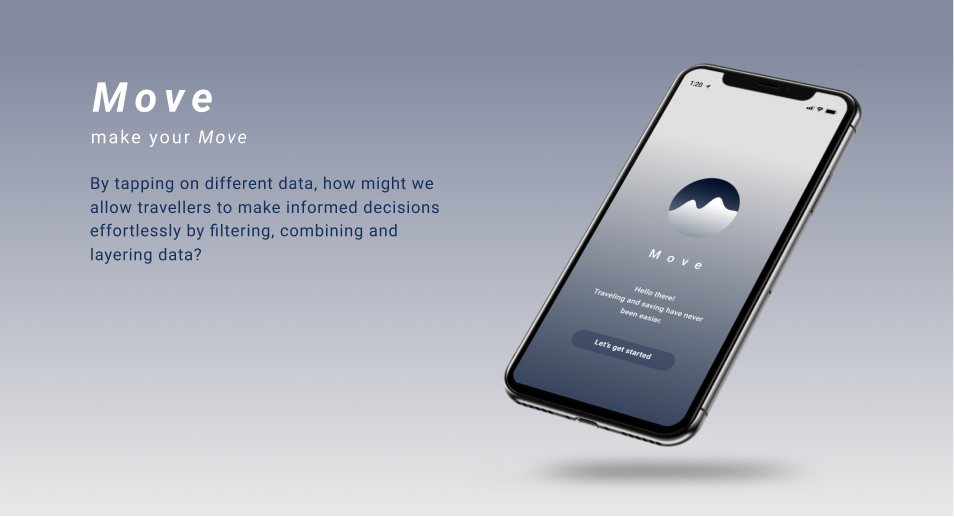 Move
make your Move
By tapping on different data, how might we
allow travellers to make informed decisions
effortlessly by filtering, combining and
layering data?
1:20
Move
Hello there!
Traveling and saving have never
been easier.
Let's get started